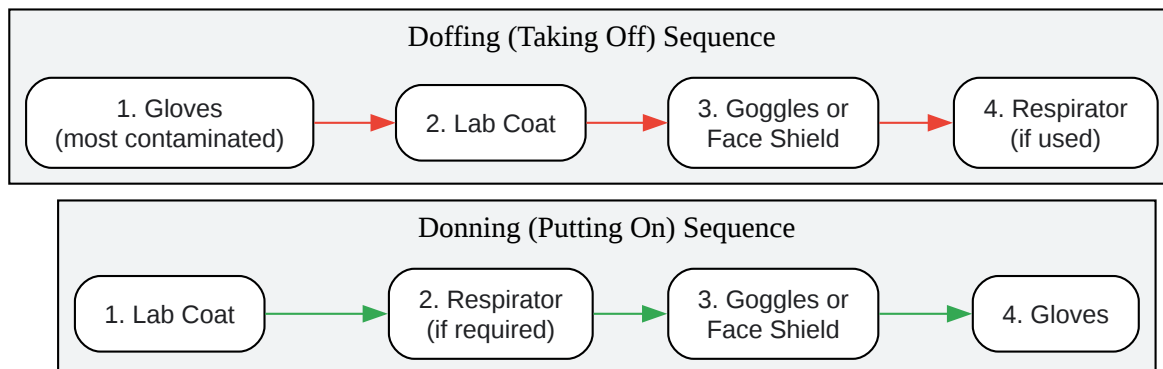 Doffing (Taking Off) Sequence
1. Gloves
(most contaminated)
2. Lab Coat
3. Goggles or
Face Shield
4. Respirator
(if used)
Donning (Putting On) Sequence
1. Lab Coat
2. Respirator
(if required)
3. Goggles or
Face Shield
4. Gloves